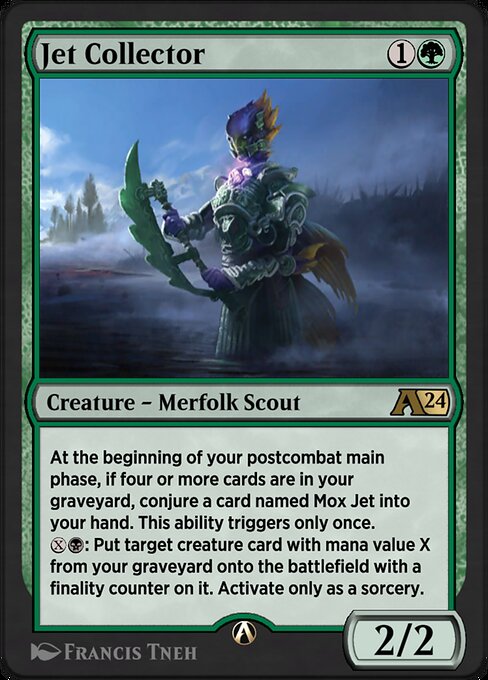 Jet Collector 1
Creature – Merfolk Scout A24
At the beginning of your postcombat main
phase, if four or more cards are in your
graveyard, conjure a card named Mox Jet into
your hand. This ability triggers only once.
X: Put target creature card with mana value X
from your graveyard onto the battlefield with a
finality counter on it. Activate only as a sorcery.
2/2
Francis Tneh